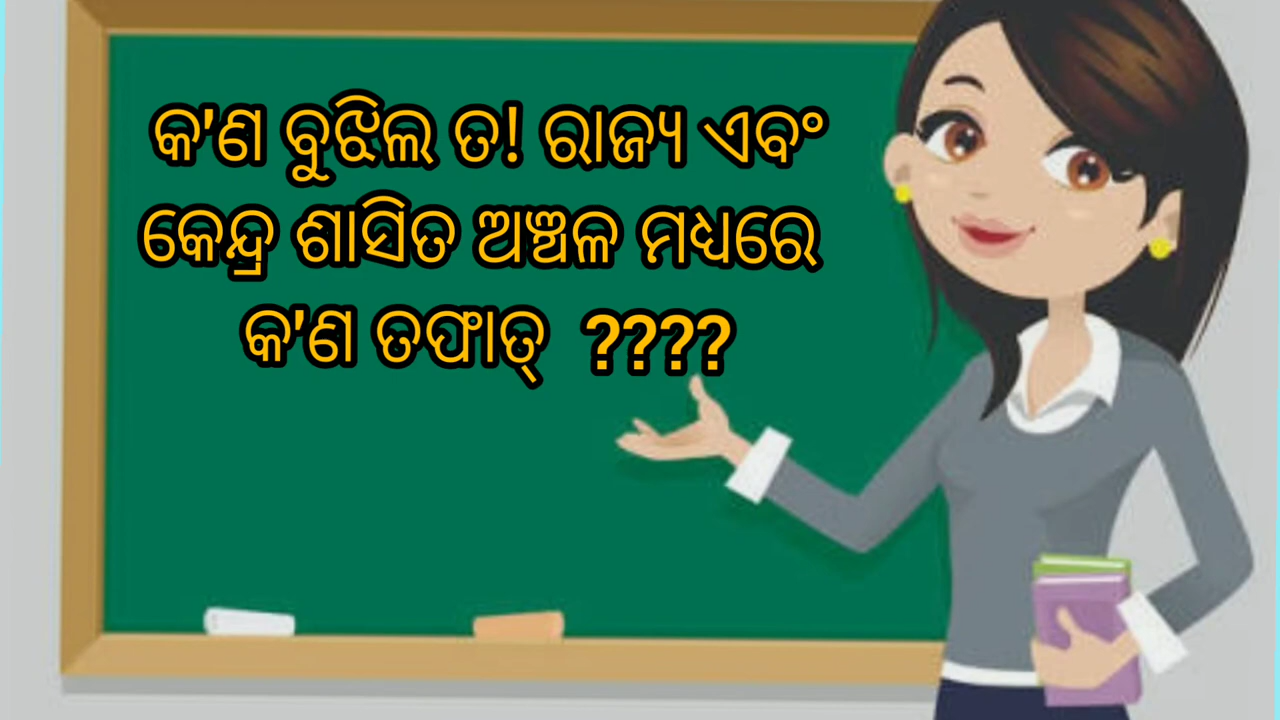 କ'ଣ ବୁଝିଲ ତ! ରାଜ୍ୟ ଏବଂ
କେନ୍ଦ୍ର ଶାସିତ ଅଞ୍ଚଳ ମଧ୍ୟରେ
କ'ଣ ତଫାତ୍ ????